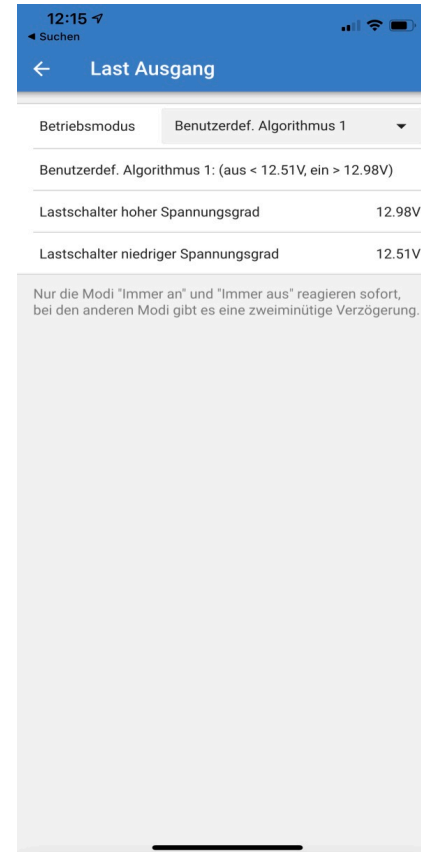 12:15
◀ Suchen
Last Ausgang
Betriebsmodus Benutzerdef. Algorithmus 1
Benutzerdef. Algorithmus 1: (aus < 12.51V, ein > 12.98V)
Lastschalter hoher Spannungsgrad 12.98V
Lastschalter niedriger Spannungsgrad 12.51V
Nur die Modi "Immer an" und "Immer aus" reagieren sofort,
bei den anderen Modi gibt es eine zweiminütige Verzögerung.